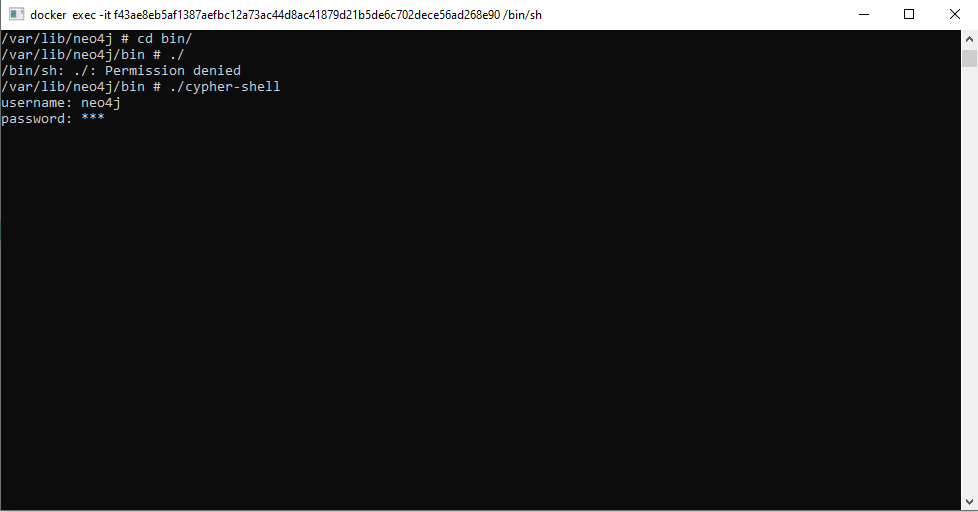 docker exec -it f43ae8eb5af1387aefbc12a73ac44d8ac41879d21b5de6c702dece56ad268e90 /bin/sh
/var/lib/neo4j # cd bin/
/var/lib/neo4j/bin # ./
/bin/sh: ./: Permission denied
/var/lib/neo4j/bin # ./cypher-shell
username: neo4j
password: ***